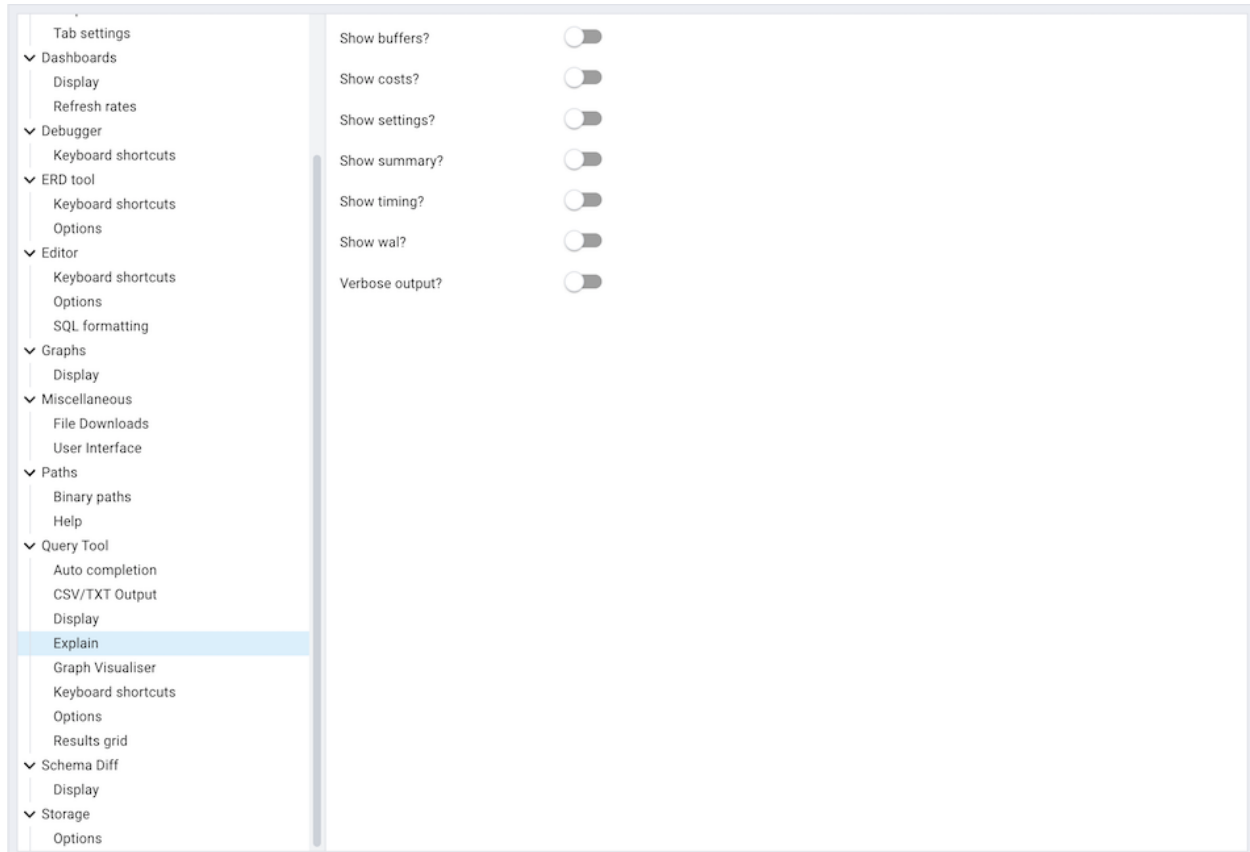 Tab settings
Dashboards
Display
Refresh rates
Debugger
Keyboard shortcuts
ERD tool
Keyboard shortcuts
Options
Editor
Keyboard shortcuts
Options
SQL formatting
Graphs
Display
Miscellaneous
File Downloads
User Interface
Paths
Binary paths
Help
Query Tool
Auto completion
CSV/TXT Output
Display
Explain
Graph Visualiser
Keyboard shortcuts
Options
Results grid
Schema Diff
Display
Storage
Options
Show buffers?
Show costs?
Show settings?
Show summary?
Show timing?
Show wal?
Verbose output?